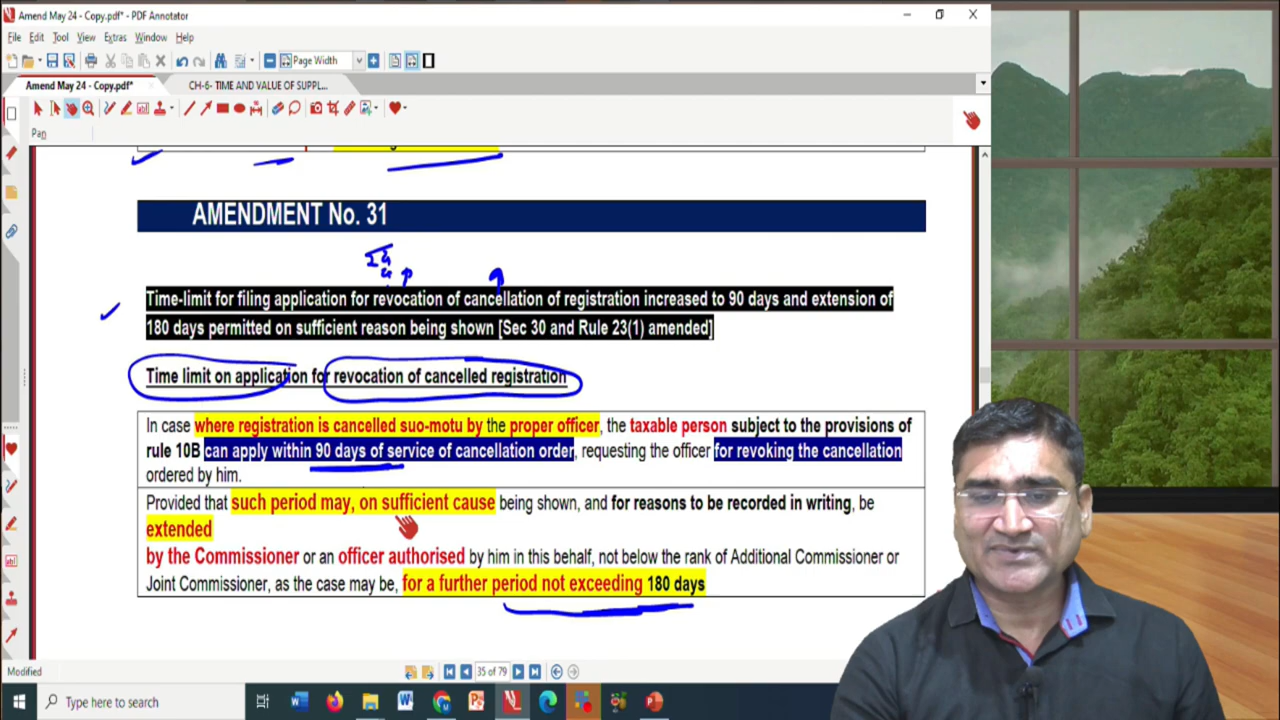 Amend May 24 - Copy.pdf* - PDF Annotator
File Edit Tool View Extras Window Help
Page Width
Amend May 24 - Copy.pdf*
CH-6- TIME AND VALUE OF SUPPL...
Pan
AMENDMENT No. 31
Time-limit for filing application for revocation of cancellation of registration increased to 90 days and extension of
180 days permitted on sufficient reason being shown [Sec 30 and Rule 23(1) amended]
Time limit on application for revocation of cancelled registration
In case where registration is cancelled suo-motu by the proper officer, the taxable person subject to the provisions of
rule 10B can apply within 90 days of service of cancellation order, requesting the officer for revoking the cancellation
ordered by him.
Provided that such period may, on sufficient cause being shown, and for reasons to be recorded in writing, be
extended
by the Commissioner or an officer authorised by him in this behalf, not below the rank of Additional Commissioner or
Joint Commissioner, as the case may be, for a further period not exceeding 180 days
Modified
35 of 79
Type here to search